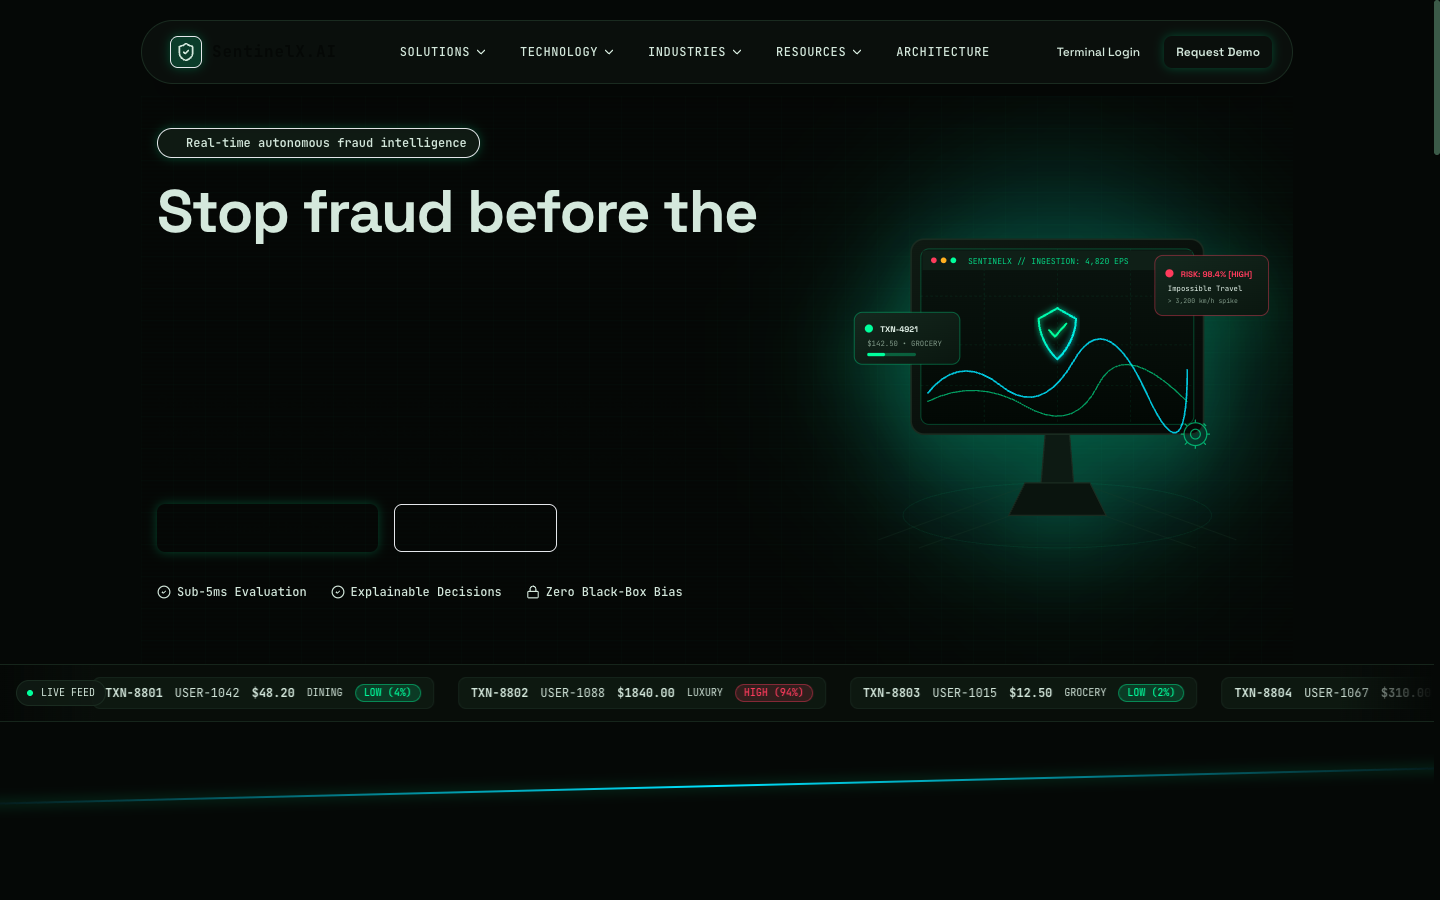 SentinelX.AI
SOLUTIONS
TECHNOLOGY
INDUSTRIES
RESOURCES
ARCHITECTURE
Terminal Login
Request Demo
Real-time autonomous fraud intelligence
Stop fraud before the
SENTINELX // INGESTION: 4,820 EPS
RISK: 98.4% [HIGH]
Impossible Travel
> 3,200 km/h spike
TXN-4921
$142.50 • GROCERY
Sub-5ms Evaluation
Explainable Decisions
Zero Black-Box Bias
LIVE FEED
TXN-8801 USER-1042 $48.20 DINING LOW (4%)
TXN-8802 USER-1088 $1840.00 LUXURY HIGH (94%)
TXN-8803 USER-1015 $12.50 GROCERY LOW (2%)
TXN-8804 USER-1067 $310.00